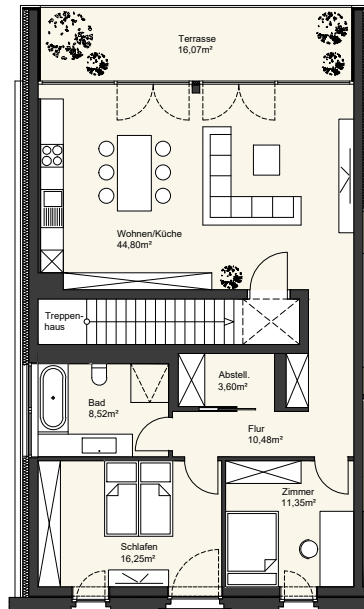 Terrasse
16,07m²
Wohnen/Küche
44,80m²
Treppen-
haus
Abstell.
3,60m²
Bad
8,52m²
Flur
10,48m²
Zimmer
11,35m²
Schlafen
16,25m²